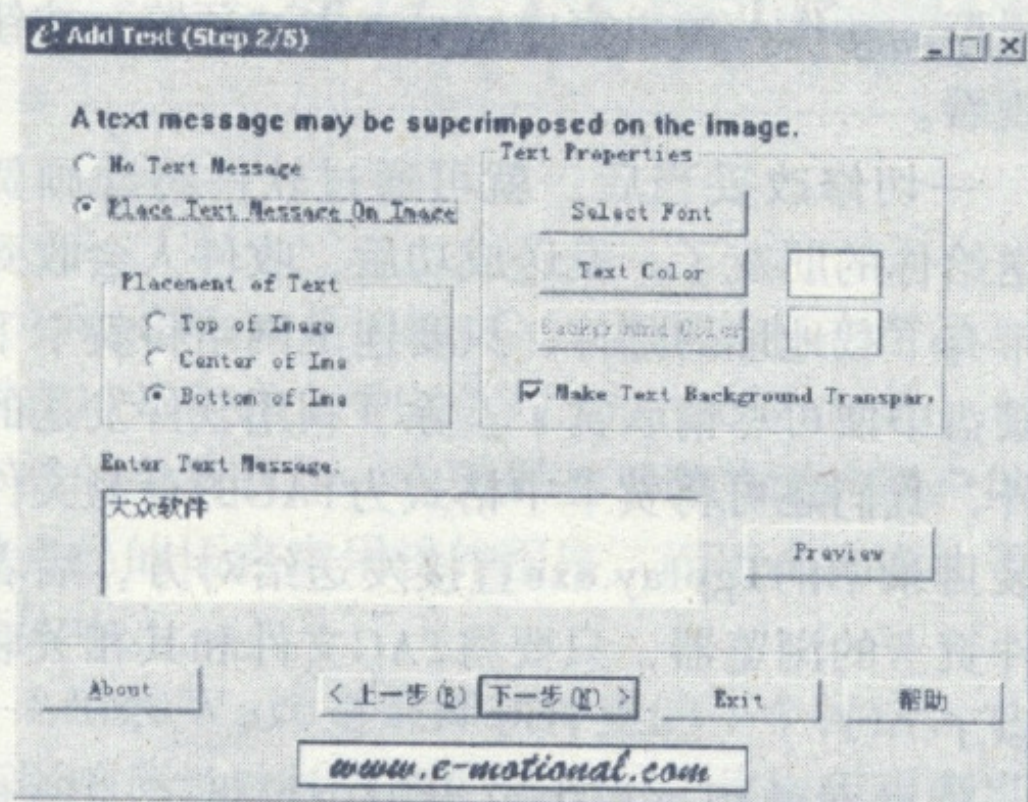 Add Text (Step 2/5)
A text message may be superimposed on the image.
No Text Message
Place Text Message On Image
Placement of Text
Top of Image
Center of Ima
Bottom of Ima
Text Properties
Select Font
Text Color
Background Color
Make Text Background Transpar
Enter Text Message:
大众软件
Preview
About
< 上一步(B)
下一步(N) >
Exit
帮助
www.e-motional.com